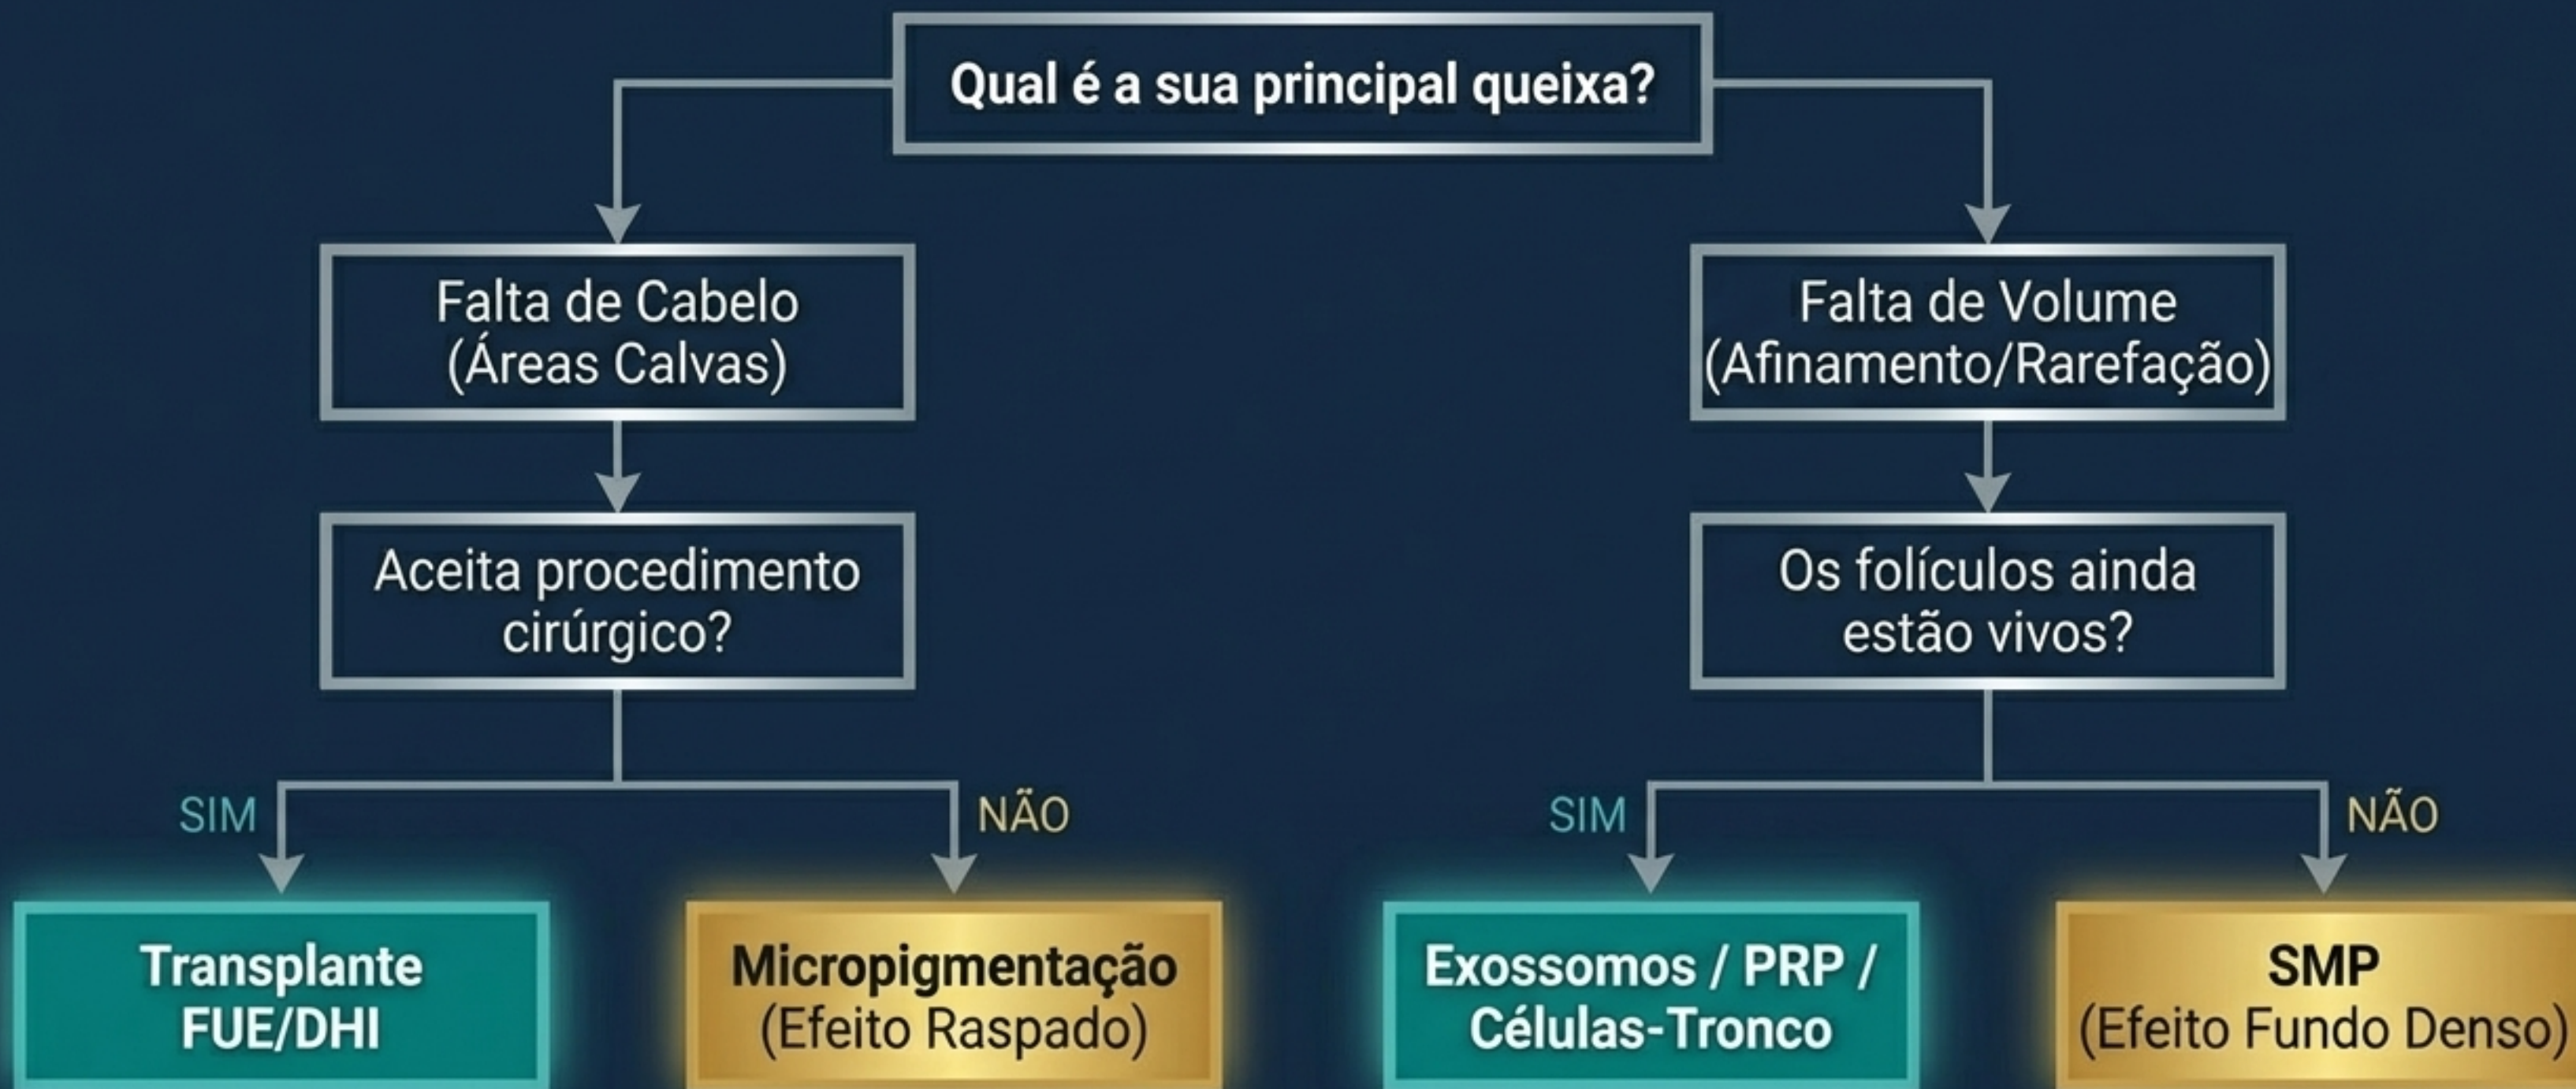 Qual é a sua principal queixa?
Falta de Cabelo
(Áreas Calvas)
Falta de Volume
(Afinamento/Rarefação)
Aceita procedimento
cirúrgico?
Os folículos ainda
estão vivos?
SIM
NÃO
SIM
NÃO
Transplante
FUE/DHI
Micropigmentação
(Efeito Raspado)
Exossomos / PRP /
Células-Tronco
SMP
(Efeito Fundo Denso)